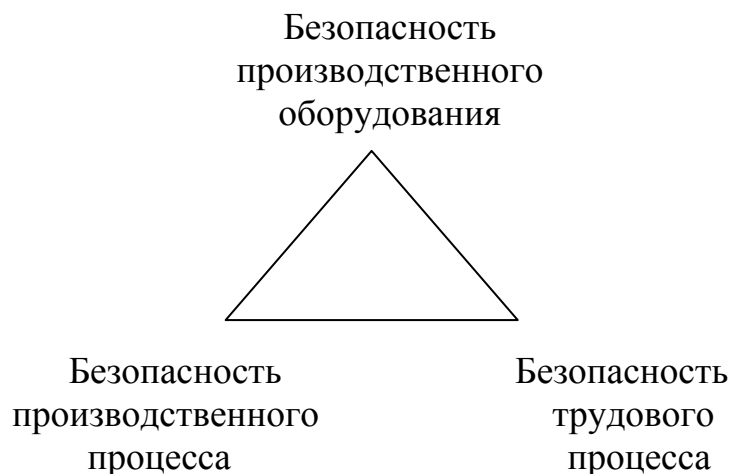 Безопасность
производственного
оборудования
Безопасность
производственного
процесса
Безопасность
трудового
процесса